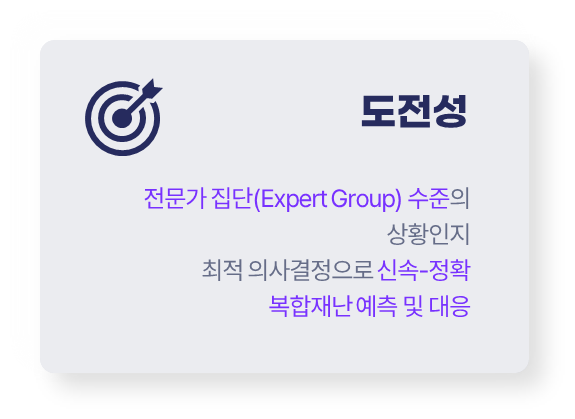 도전성
전문가 집단(Expert Group) 수준의
상황인지
최적 의사결정으로 신속-정확
복합재난 예측 및 대응